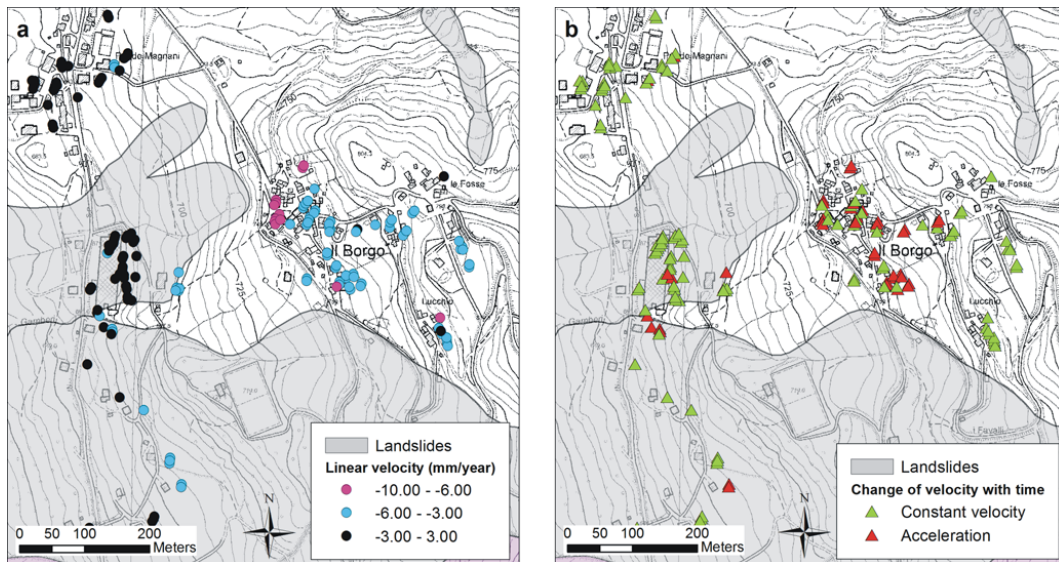 a
750
700
775
le Fosse
Il Borgo
725
Lucchio
Landslides
Linear velocity (mm/year)
-10.00 - -6.00
-6.00 - -3.00
-3.00 - 3.00
N
0 50 100 200
Meters
b
750
700
775
le Fosse
Il Borgo
725
Lucchio
Landslides
Change of velocity with time
Constant velocity
Acceleration
N
0 50 100 200
Meters